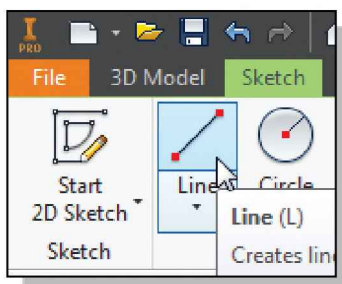 PRO
File 3D Model Sketch
Start Line Circle
2D Sketch
Line (L)
Sketch
Creates lin